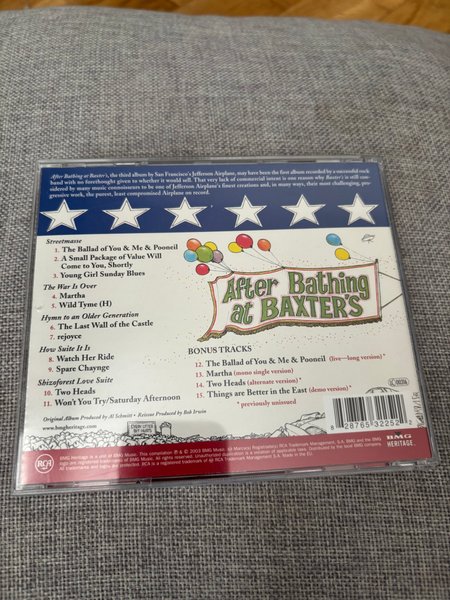 After Bathing at Baxter's, the third album by San Francisco's Jefferson Airplane, may have been the first album recorded by a successful rock
band with no forethought given to whether it would sell. That very lack of commercial intent is one reason why Baxter's is still con-
sidered by many music connoisseurs to be one of Jefferson Airplane's finest creations and, in many ways, their most challenging, pro-
gressive work, the purest, least compromised Airplane on record.
Streetmasse
1. The Ballad of You & Me & Pooneil
2. A Small Package of Value Will
Come to You, Shortly
3. Young Girl Sunday Blues
The War Is Over
4. Martha
5. Wild Tyme (H)
Hymn to an Older Generation
6. The Last Wall of the Castle
7. rejoyce
How Suite It Is
8. Watch Her Ride
9. Spare Chaynge
Shizoforest Love Suite
10. Two Heads
11. Won't You Try/Saturday Afternoon
After Bathing
at BAXTER'S
BONUS TRACKS
12. The Ballad of You & Me & Pooneil (live—long version)*
13. Martha (mono single version)
14. Two Heads (alternate version)*
15. Things are Better in the East (demo version)*
*previously unissued
Original Album Produced by Al Schmitt • Reissue Produced by Bob Irwin
www.bmgheritage.com
EVERY LITTER
BIT HURTS
8 28765 32252 2
RCA
BMG
HERITAGE